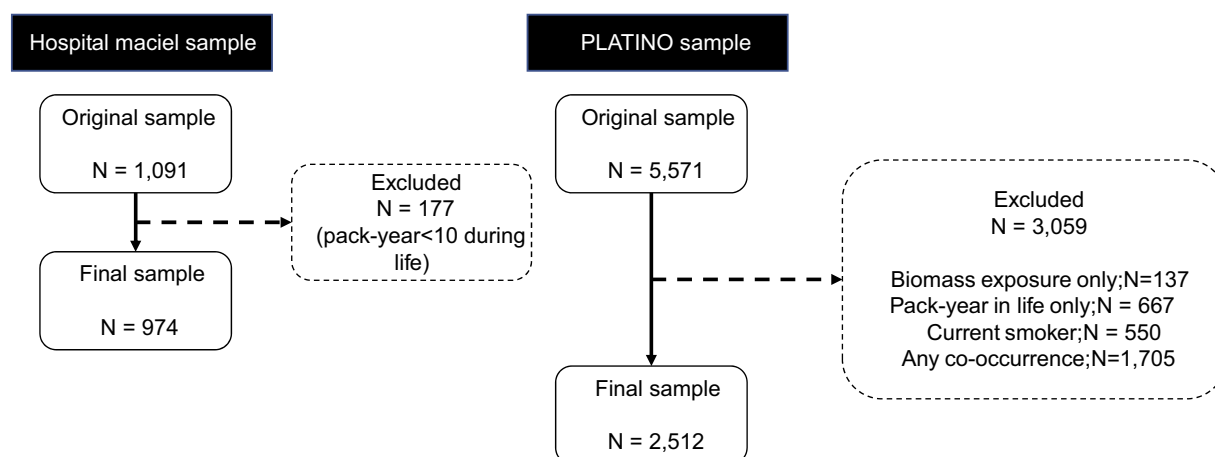 Hospital maciel sample
Original sample
N = 1,091
Excluded
N = 177
(pack-year<10 during
life)
Final sample
N = 974
PLATINO sample
Original sample
N = 5,571
Excluded
N = 3,059
Biomass exposure only;N=137
Pack-year in life only;N = 667
Current smoker;N = 550
Any co-occurrence;N=1,705
Final sample
N = 2,512